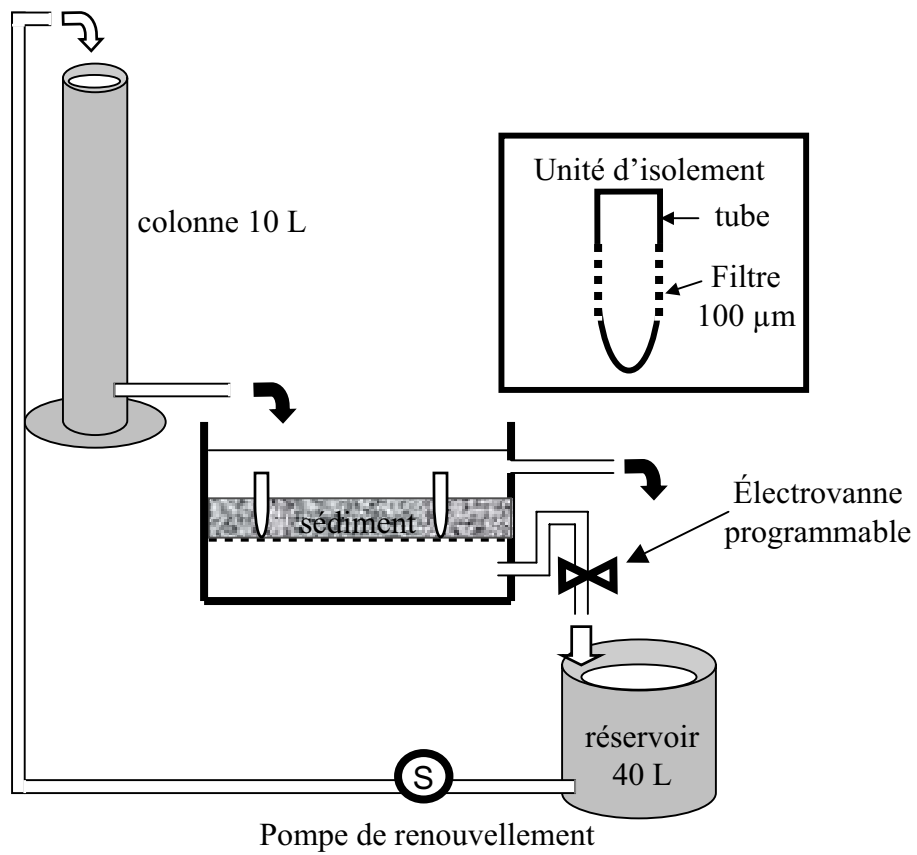 colonne 10 L
Unité d'isolement
tube
Filtre
100 µm
sédiment
Électrovanne
programmable
réservoir
40 L
S
Pompe de renouvellement